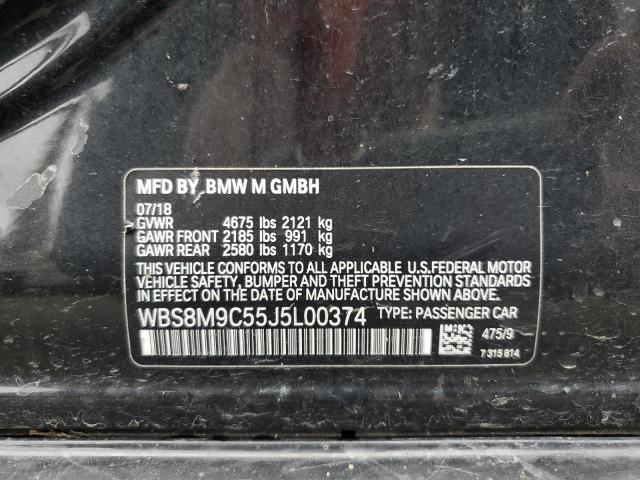 MFD BY BMW M GMBH
07/18
GVWR 4675 lbs 2121 kg
GAWR FRONT 2185 lbs 991 kg
GAWR REAR 2580 lbs 1170 kg
THIS VEHICLE CONFORMS TO ALL APPLICABLE U.S.FEDERAL MOTOR
VEHICLE SAFETY, BUMPER AND THEFT PREVENTION STANDARDS
IN EFFECT ON THE DATE OF MANUFACTURE SHOWN ABOVE.
WBS8M9C55J5L00374 TYPE: PASSENGER CAR
475/9
7 315 814